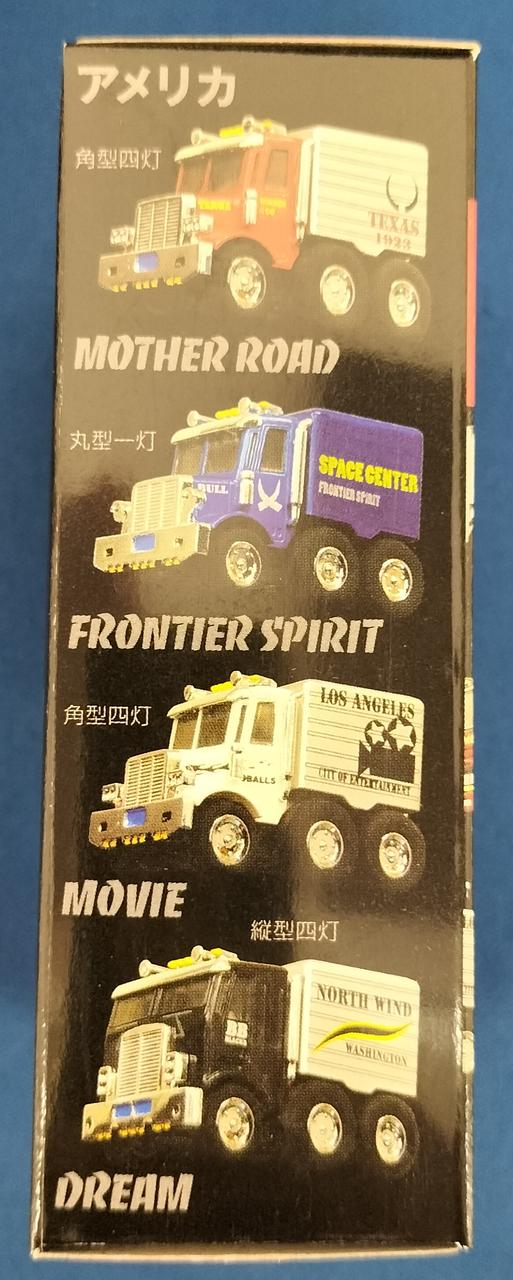 アメリカ
角型四灯
TEXAS
1923
MOTHER ROAD
丸型一灯
BULL
SPACE CENTER
FRONTIER SPIRIT
FRONTIER SPIRIT
角型四灯
LOS ANGELES
JBALLS
CITY OF ENTERTAINMENT
MOVIE
縦型四灯
NORTH WIND
WASHINGTON
DREAM